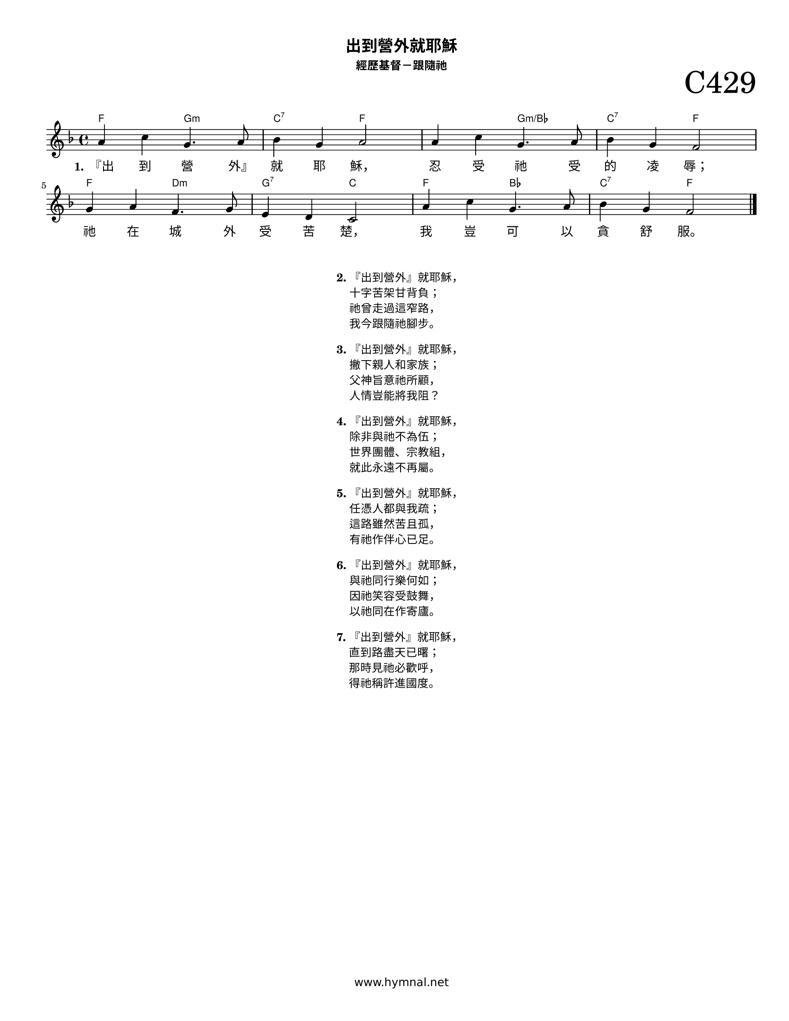 出到營外就耶穌
經歷基督－跟隨祂
C429
F Gm C7 F Gm/B♭ C7 F
1. 『出 到 營 外』 就 耶 穌， 忍 受 祂 受 的 凌 辱；
5
F Dm G7 C F B♭ C7 F
祂 在 城 外 受 苦 楚， 我 豈 可 以 貪 舒 服。
2. 『出到營外』就耶穌，
十字苦架甘背負；
祂曾走過這窄路，
我今跟隨祂腳步。
3. 『出到營外』就耶穌，
撇下親人和家族；
父神旨意祂所顧，
人情豈能將我阻？
4. 『出到營外』就耶穌，
除非與祂不為伍；
世界團體、宗教組，
就此永遠不再屬。
5. 『出到營外』就耶穌，
任憑人都與我疏；
這路雖然苦且孤，
有祂作伴心已足。
6. 『出到營外』就耶穌，
與祂同行樂何如；
因祂笑容受鼓舞，
以祂同在作寄廬。
7. 『出到營外』就耶穌，
直到路盡天已曙；
那時見祂必歡呼，
得祂稱許進國度。
www.hymnal.net